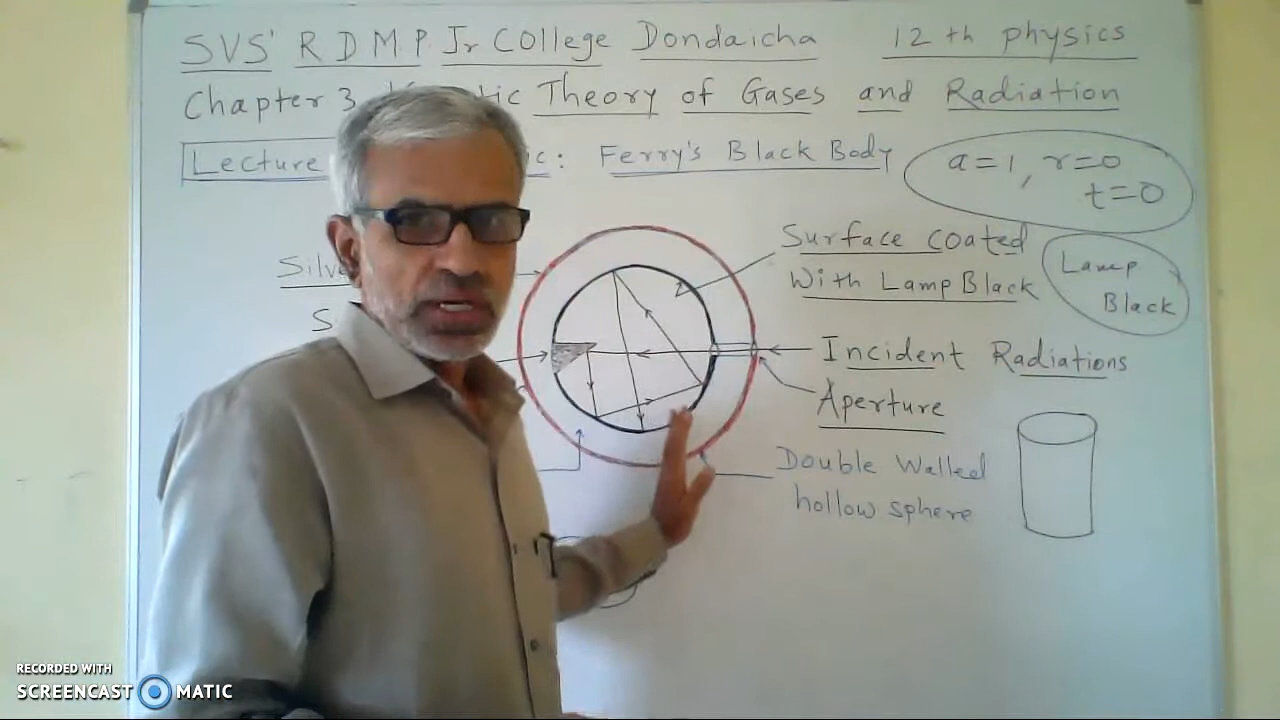 SVS' R D M P Jr College Dondaicha 12 th physics
Chapter 3 Theory of Gases and Radiation
Lecture : Ferry's Black Body
a=1, r=0
t=0
Surface coated
With Lamp Black
Lamp
Black
Incident Radiations
Aperture
Double Walled
hollow sphere
RECORDED WITH
SCREENCAST MATIC